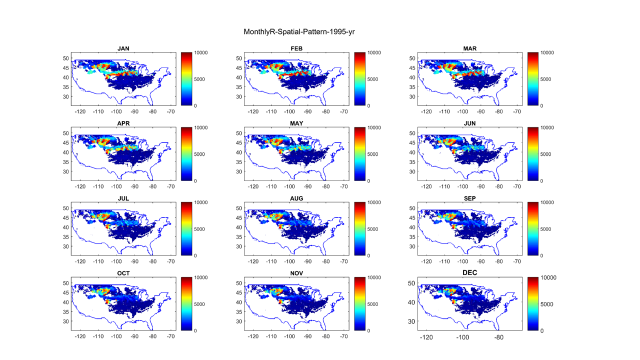 MonthlyR-Spatial-Pattern-1995-yr
JAN FEB MAR
50 45 40 35 30 10000 5000 0 50 45 40 35 30 10000 5000 0 50 45 40 35 30 10000 5000 0
-120 -110 -100 -90 -80 -70 -120 -110 -100 -90 -80 -70 -120 -110 -100 -90 -80 -70
APR MAY JUN
50 45 40 35 30 10000 5000 0 50 45 40 35 30 10000 5000 0 50 45 40 35 30 10000 5000 0
-120 -110 -100 -90 -80 -70 -120 -110 -100 -90 -80 -70 -120 -110 -100 -90 -80 -70
JUL AUG SEP
50 45 40 35 30 10000 5000 0 50 45 40 35 30 10000 5000 0 50 45 40 35 30 10000 5000 0
-120 -110 -100 -90 -80 -70 -120 -110 -100 -90 -80 -70 -120 -110 -100 -90 -80 -70
OCT NOV DEC
50 45 40 35 30 10000 5000 0 50 45 40 35 30 10000 5000 0 50 45 40 35 30 10000 5000 0
-120 -110 -100 -90 -80 -70 -120 -110 -100 -90 -80 -70 -120 -100 -80